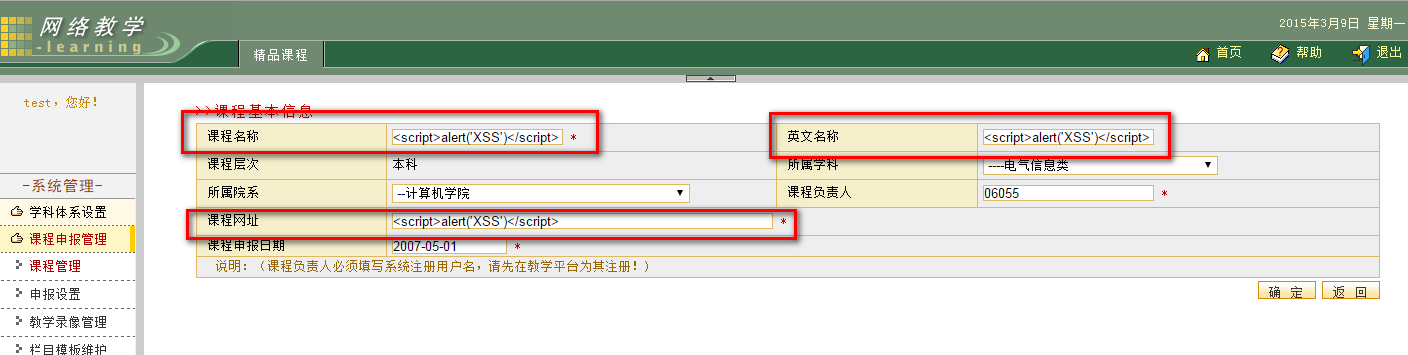 网络教学
-learning
精品课程
2015年3月9日 星期一
首页 帮助 退出
test，您好！
-系统管理-
学科体系设置
课程申报管理
课程管理
申报设置
教学录像管理
栏目模板维护
>>课程基本信息
课程名称 <script>alert('XSS')</script> * 英文名称 <script>alert('XSS')</script>
课程层次 本科 所属学科 ----电气信息类
所属院系 --计算机学院 课程负责人 06055 *
课程网址 <script>alert('XSS')</script> *
课程申报日期 2007-05-01 *
说明：（课程负责人必须填写系统注册用户名，请先在教学平台为其注册！）
确 定 返 回